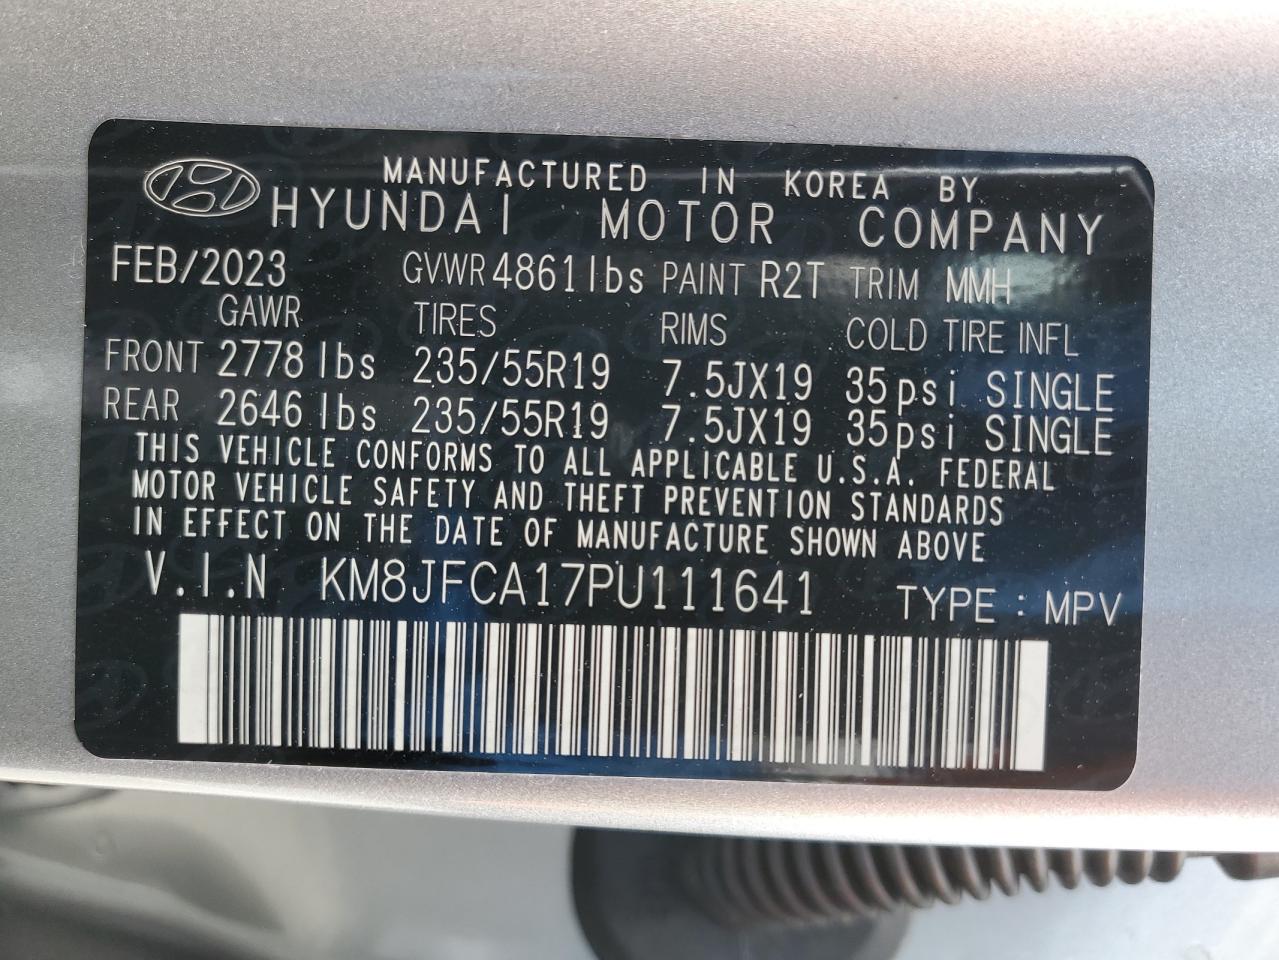 MANUFACTURED IN KOREA BY
HYUNDAI MOTOR COMPANY
FEB/2023 GVWR 4861lbs PAINT R2T TRIM MMH
GAWR TIRES RIMS COLD TIRE INFL
FRONT 2778 lbs 235/55R19 7.5JX19 35psi SINGLE
REAR 2646 lbs 235/55R19 7.5JX19 35psi SINGLE
THIS VEHICLE CONFORMS TO ALL APPLICABLE U.S.A. FEDERAL
MOTOR VEHICLE SAFETY AND THEFT PREVENTION STANDARDS
IN EFFECT ON THE DATE OF MANUFACTURE SHOWN ABOVE
V.I.N KM8JFCA17PU111641 TYPE : MPV